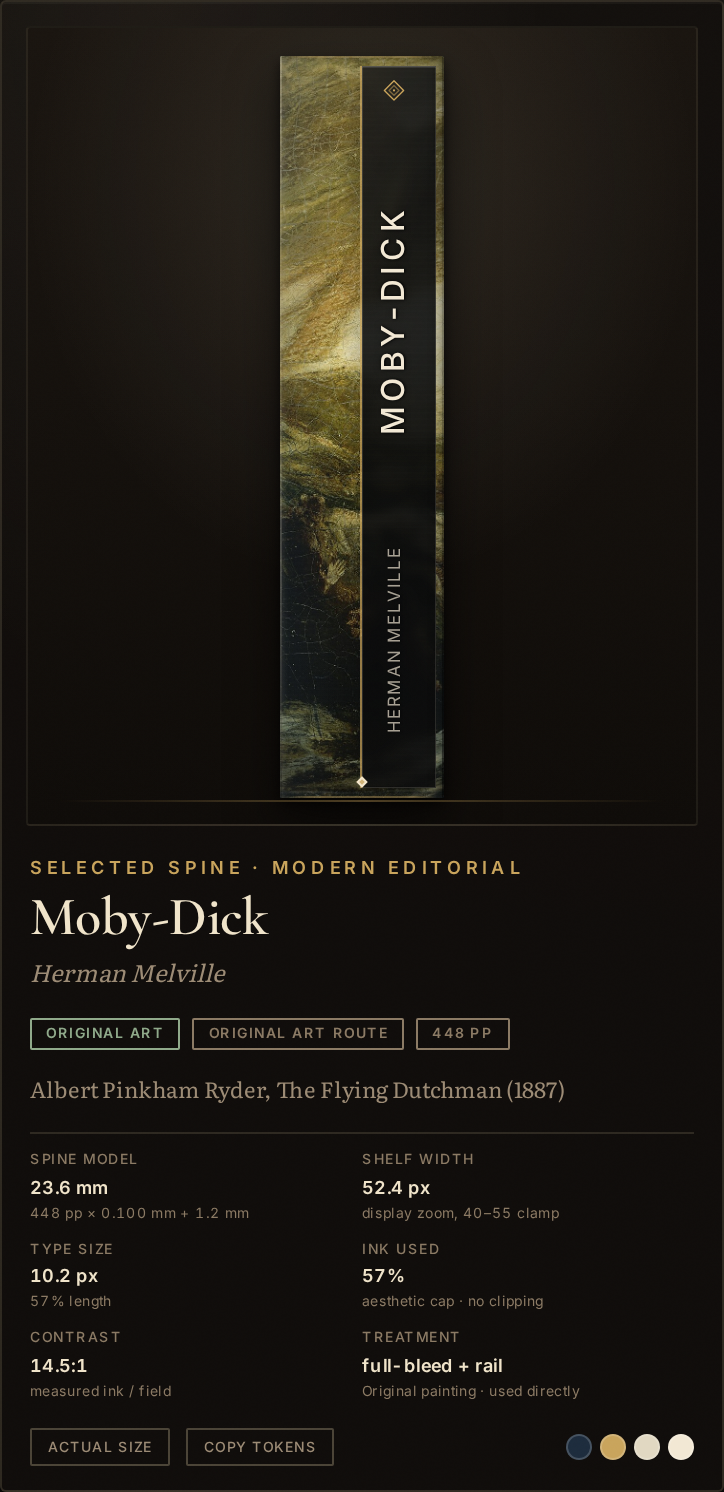 MOBY-DICK
HERMAN MELVILLE
SELECTED SPINE · MODERN EDITORIAL
Moby-Dick
Herman Melville
ORIGINAL ART
ORIGINAL ART ROUTE
448 PP
Albert Pinkham Ryder, The Flying Dutchman (1887)
SPINE MODEL
23.6 mm
448 pp × 0.100 mm + 1.2 mm
SHELF WIDTH
52.4 px
display zoom, 40–55 clamp
TYPE SIZE
10.2 px
57% length
INK USED
57%
aesthetic cap · no clipping
CONTRAST
14.5:1
measured ink / field
TREATMENT
full-bleed + rail
Original painting · used directly
ACTUAL SIZE
COPY TOKENS